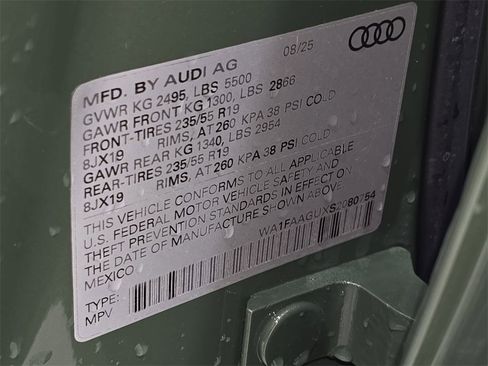 08/25
MFD. BY AUDI AG
GVWR KG 2495, LBS 5500
GAWR FRONT KG 1300, LBS 2866
FRONT-TIRES 235/55 R19
8JX19 RIMS, AT 260 KPA 38 PSI COLD
GAWR REAR KG 1340, LBS 2954
REAR-TIRES 235/55 R19
8JX19 RIMS, AT 260 KPA 38 PSI COLD
THIS VEHICLE CONFORMS TO ALL APPLICABLE
U.S. FEDERAL MOTOR VEHICLE SAFETY AND
THEFT PREVENTION STANDARDS IN EFFECT ON
THE DATE OF MANUFACTURE SHOWN ABOVE
MEXICO WA1FAAGUXS2080754
TYPE:
MPV